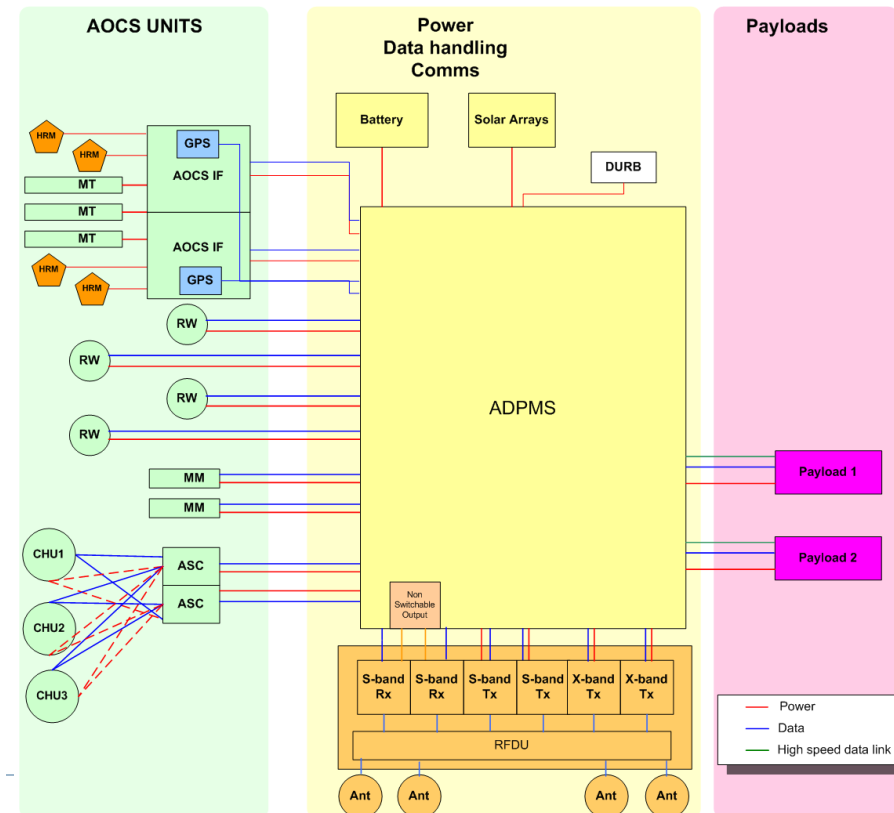 AOCS UNITS
Power
Data handling
Comms
Payloads
HRM
HRM
MT
MT
MT
HRM
HRM
GPS
AOCS IF
AOCS IF
GPS
Battery
Solar Arrays
DURB
RW
RW
RW
RW
MM
MM
CHU1
CHU2
CHU3
ASC
ASC
ADPMS
Non
Switchable
Output
Payload 1
Payload 2
S-band
Rx
S-band
Rx
S-band
Tx
S-band
Tx
X-band
Tx
X-band
Tx
RFDU
Ant
Ant
Ant
Ant
Power
Data
High speed data link